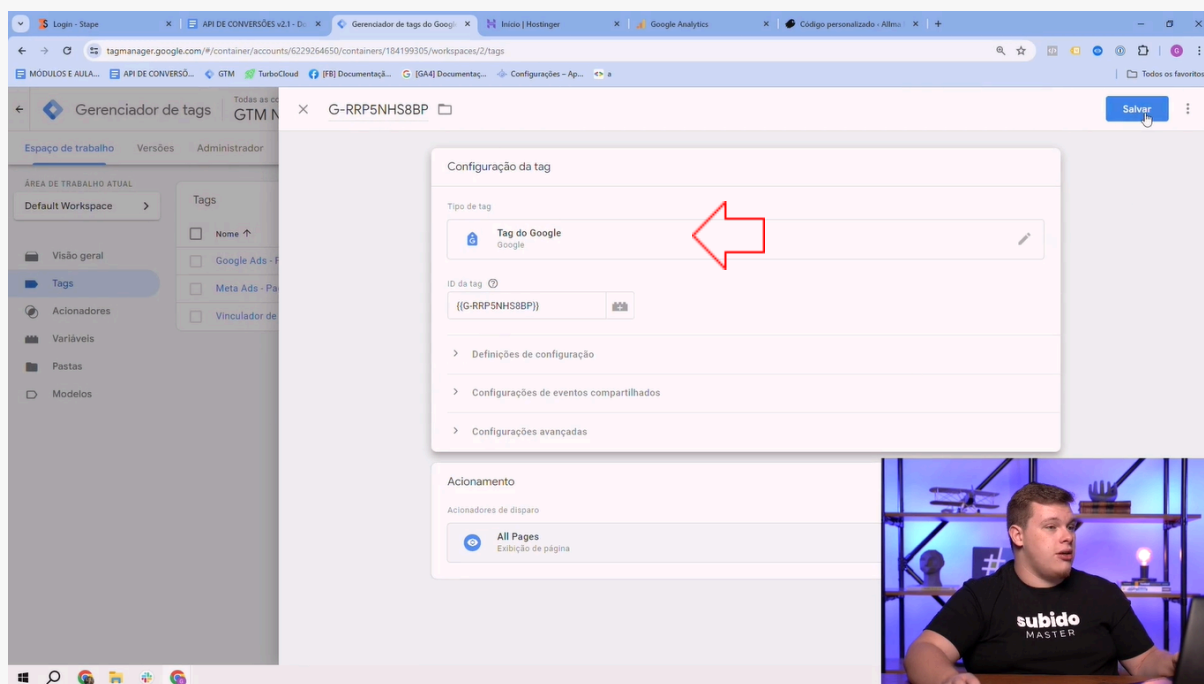 Login - Stape
API DE CONVERSÕES v2.1 - Do
Gerenciador de tags do Googl
Início | Hostinger
Google Analytics
Código personalizado - Allma
tagmanager.google.com/#/container/accounts/6229264650/containers/184199305/workspaces/2/tags
MÓDULOS E AULA...
API DE CONVERSÕ...
GTM
TurboCloud
[FB] Documentaçã...
[GA4] Documentaç...
Configurações – Ap...
a
Todos os favoritos
Gerenciador de tags
Todas as co
GTM N
G-RRP5NHS8BP
Salvar
Espaço de trabalho
Versões
Administrador
ÁREA DE TRABALHO ATUAL
Default Workspace
Visão geral
Tags
Acionadores
Variáveis
Pastas
Modelos
Tags
Nome
Google Ads - F
Meta Ads - Pa
Vinculador de
Configuração da tag
Tipo de tag
Tag do Google
Google
ID da tag
{{G-RRP5NHS8BP}}
Definições de configuração
Configurações de eventos compartilhados
Configurações avançadas
Acionamento
Acionadores de disparo
All Pages
Exibição de página
#
subido
MASTER